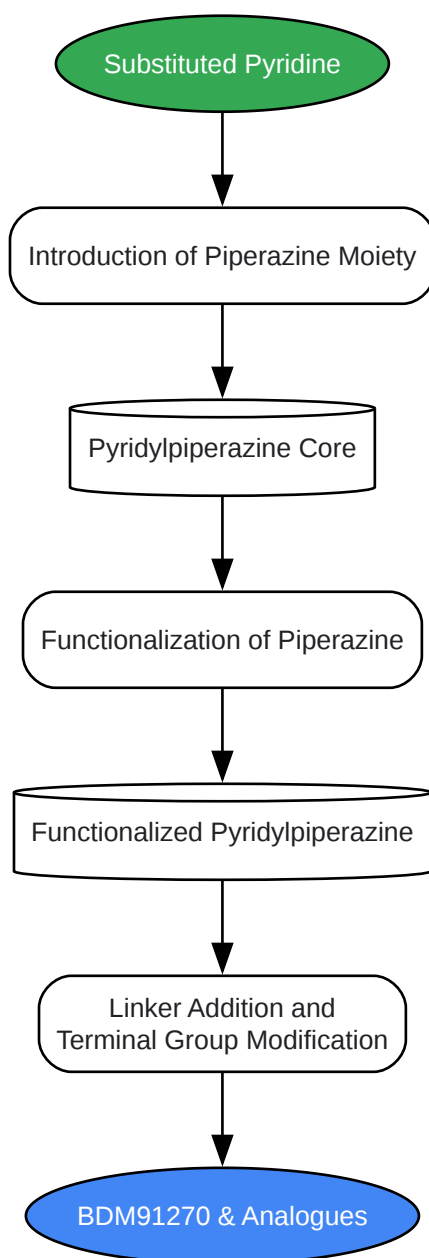 Substituted Pyridine
Introduction of Piperazine Moiety
Pyridylpiperazine Core
Functionalization of Piperazine
Functionalized Pyridylpiperazine
Linker Addition and
Terminal Group Modification
BDM91270 & Analogues